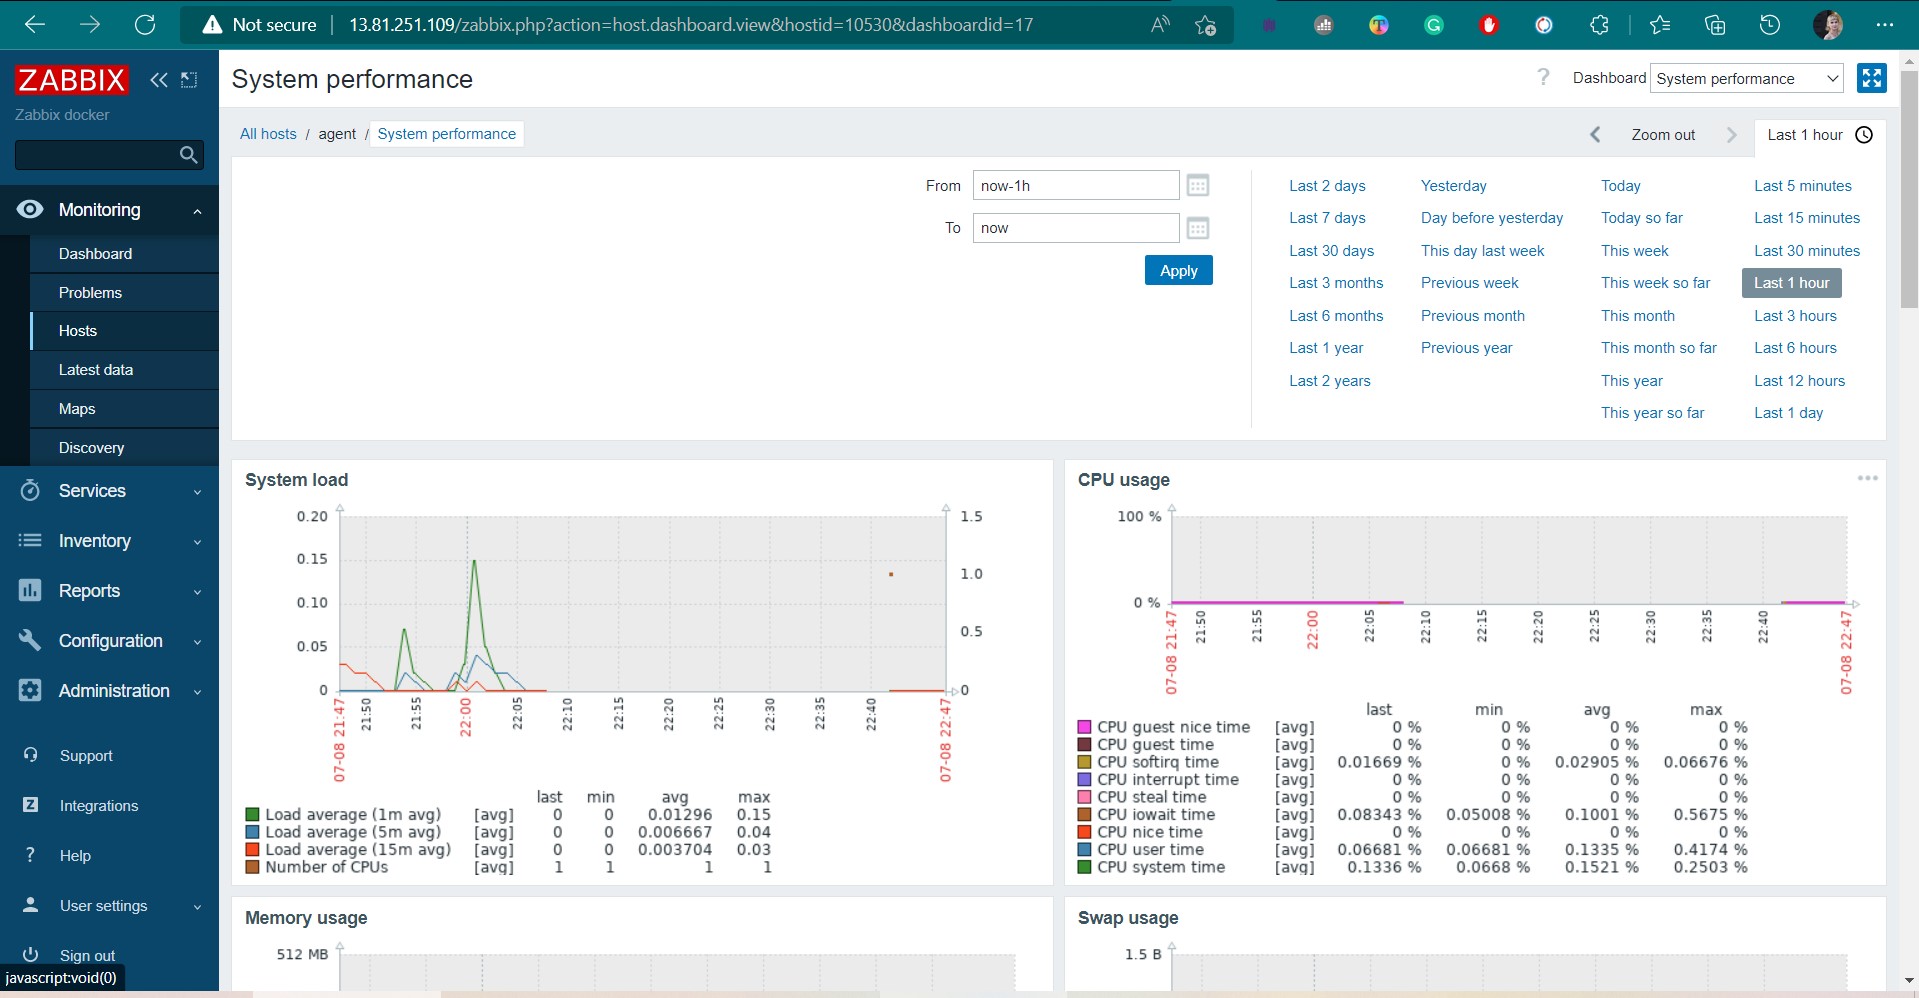 Not secure | 13.81.251.109/zabbix.php?action=host.dashboard.view&hostid=10530&dashboardid=17
ZABBIX
Zabbix docker
Monitoring
Dashboard
Problems
Hosts
Latest data
Maps
Discovery
Services
Inventory
Reports
Configuration
Administration
Support
Z Integrations
? Help
User settings
Sign out
javascript:void(0)
System performance
? Dashboard System performance
All hosts / agent / System performance
Zoom out Last 1 hour
From now-1h
To now
Apply
Last 2 days Yesterday Today Last 5 minutes
Last 7 days Day before yesterday Today so far Last 15 minutes
Last 30 days This day last week This week Last 30 minutes
Last 3 months Previous week This week so far Last 1 hour
Last 6 months Previous month This month Last 3 hours
Last 1 year Previous year This month so far Last 6 hours
Last 2 years This year Last 12 hours
This year so far Last 1 day
System load
0.20 1.5
0.15
1.0
0.10
0.5
0.05
0 0
07-08 21:47 21:50 21:55 22:00 22:05 22:10 22:15 22:20 22:25 22:30 22:35 22:40 07-08 22:47
last min avg max
Load average (1m avg) [avg] 0 0 0.01296 0.15
Load average (5m avg) [avg] 0 0 0.006667 0.04
Load average (15m avg) [avg] 0 0 0.003704 0.03
Number of CPUs [avg] 1 1 1 1
CPU usage
100 %
0 %
07-08 21:47 21:50 21:55 22:00 22:05 22:10 22:15 22:20 22:25 22:30 22:35 22:40 07-08 22:47
last min avg max
CPU guest nice time [avg] 0 % 0 % 0 % 0 %
CPU guest time [avg] 0 % 0 % 0 % 0 %
CPU softirq time [avg] 0.01669 % 0 % 0.02905 % 0.06676 %
CPU interrupt time [avg] 0 % 0 % 0 % 0 %
CPU steal time [avg] 0 % 0 % 0 % 0 %
CPU iowait time [avg] 0.08343 % 0.05008 % 0.1001 % 0.5675 %
CPU nice time [avg] 0 % 0 % 0 % 0 %
CPU user time [avg] 0.06681 % 0.06681 % 0.1335 % 0.4174 %
CPU system time [avg] 0.1336 % 0.0668 % 0.1521 % 0.2503 %
Memory usage
512 MB
Swap usage
1.5 B